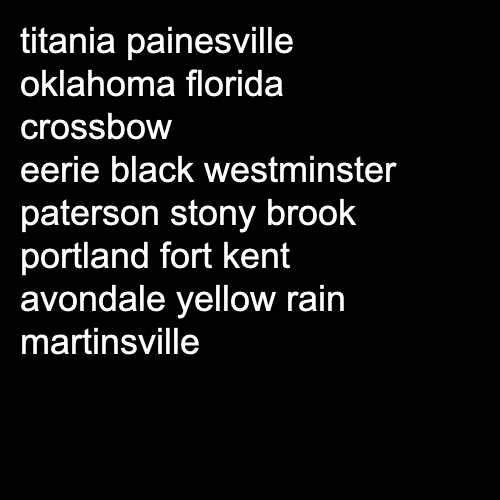 titania painesville
oklahoma florida
crossbow
eerie black westminster
paterson stony brook
portland fort kent
avondale yellow rain
martinsville